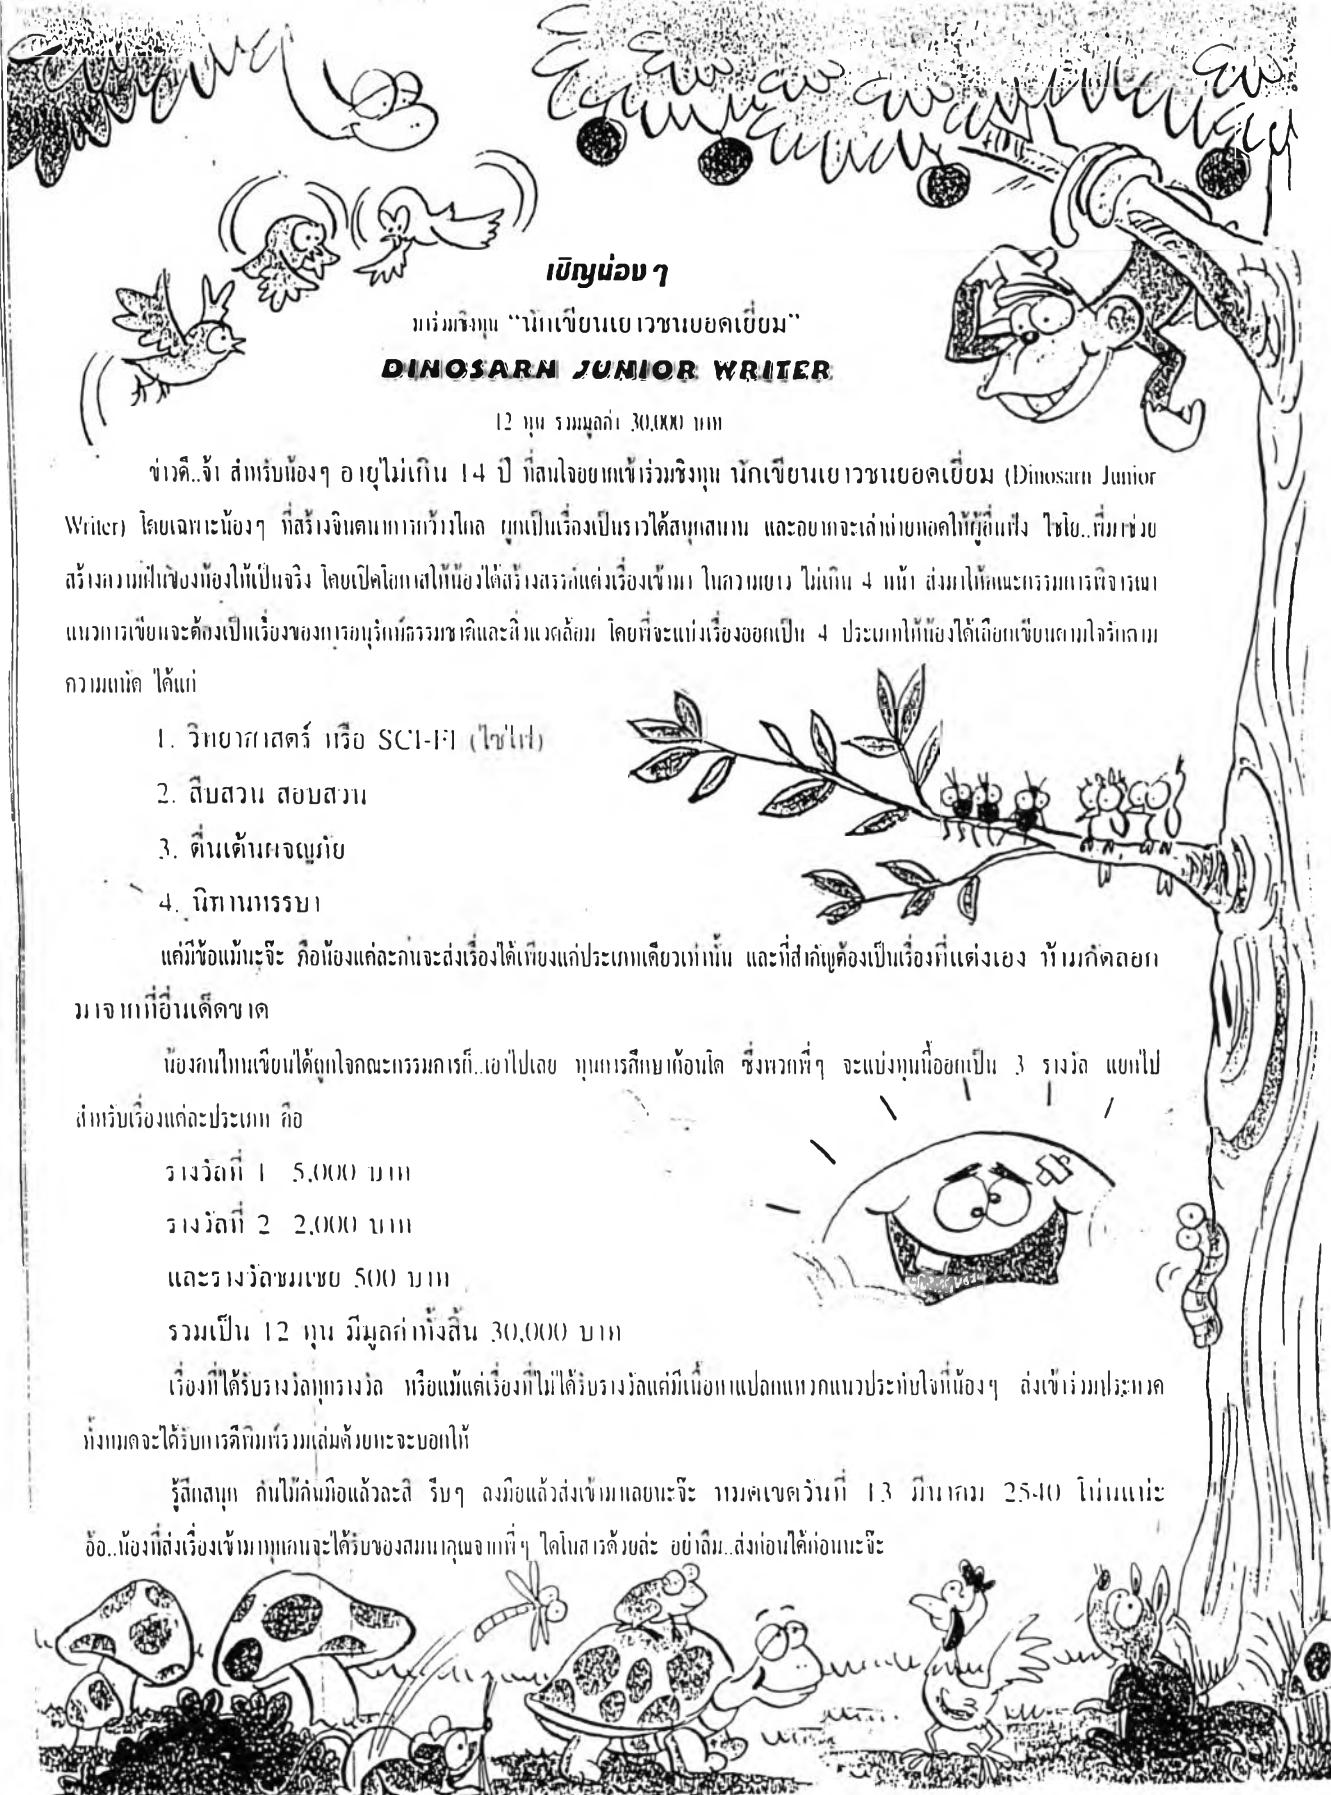 เชิญน้องๆ
มาร่วมชิงทุน “นักเขียนเยาวชนยอดเยี่ยม”
DINOSARN JUNIOR WRITER
12 ทุน รวมมูลค่า 30,000 บาท
ข่าวดี..จ้า สำหรับน้องๆ อายุไม่เกิน 14 ปี ที่สนใจอยากเข้าร่วมชิงทุน นักเขียนเยาวชนยอดเยี่ยม (Dinosarn Junior
Writer) โดยเฉพาะน้องๆ ที่สร้างจินตนาการกว้างไกล ผูกเป็นเรื่องเป็นราวได้สนุกสนาน และอยากจะเล่าถ่ายทอดให้ผู้อื่นฟัง ไชโย..พี่มาช่วย
สร้างความฝันของน้องให้เป็นจริง โดยเปิดโอกาสให้น้องได้สร้างสรรค์แต่งเรื่องเข้ามา ในความยาว ไม่เกิน 4 หน้า ส่งมาให้คณะกรรมการพิจารณา
แนวการเขียนจะต้องเป็นเรื่องของการอนุรักษ์ธรรมชาติและสิ่งแวดล้อม โดยพี่จะแบ่งเรื่องออกเป็น 4 ประเภทให้น้องได้เลือกเขียนตามใจรักตาม
ความถนัด ได้แก่
1. วิทยาศาสตร์ หรือ SCI-FI (ไซไฟ)
2. สืบสวน สอบสวน
3. ตื่นเต้นผจญภัย
4. นิทานหรรษา
แต่มีข้อแม้นะจ๊ะ คือน้องแต่ละคนจะส่งเรื่องได้เพียงแค่ประเภทเดียวเท่านั้น และที่สำคัญต้องเป็นเรื่องที่แต่งเอง ห้ามคัดลอก
มาจากที่อื่นเด็ดขาด
น้องคนไหนเขียนได้ถูกใจคณะกรรมการก็..เอาไปเลย ทุนการศึกษาก้อนโต ซึ่งพวกพี่ๆ จะแบ่งทุนนี้ออกเป็น 3 รางวัล แยกไป
สำหรับเรื่องแต่ละประเภท คือ
รางวัลที่ 1 5,000 บาท
รางวัลที่ 2 2,000 บาท
และรางวัลชมเชย 500 บาท
รวมเป็น 12 ทุน มีมูลค่าทั้งสิ้น 30,000 บาท
เรื่องที่ได้รับรางวัลทุกรางวัล หรือแม้แต่เรื่องที่ไม่ได้รับรางวัลแต่มีเนื้อหาแปลกแหวกแนวประทับใจที่น้องๆ ส่งเข้าร่วมประกวด
ทั้งหมดจะได้รับการตีพิมพ์รวมเล่มด้วยนะจะบอกให้
รู้สึกสนุก คันไม้คันมือแล้วละสิ รีบๆ ลงมือแล้วส่งเข้ามาเลยนะจ๊ะ หมดเขตวันที่ 13 มีนาคม 2540 โน่นแน่ะ
อ้อ..น้องที่ส่งเรื่องเข้ามาทุกคนจะได้รับของสมนาคุณจากพี่ๆ ไดโนสารด้วยล่ะ อย่าลืม..ส่งก่อนได้ก่อนนะจ๊ะ